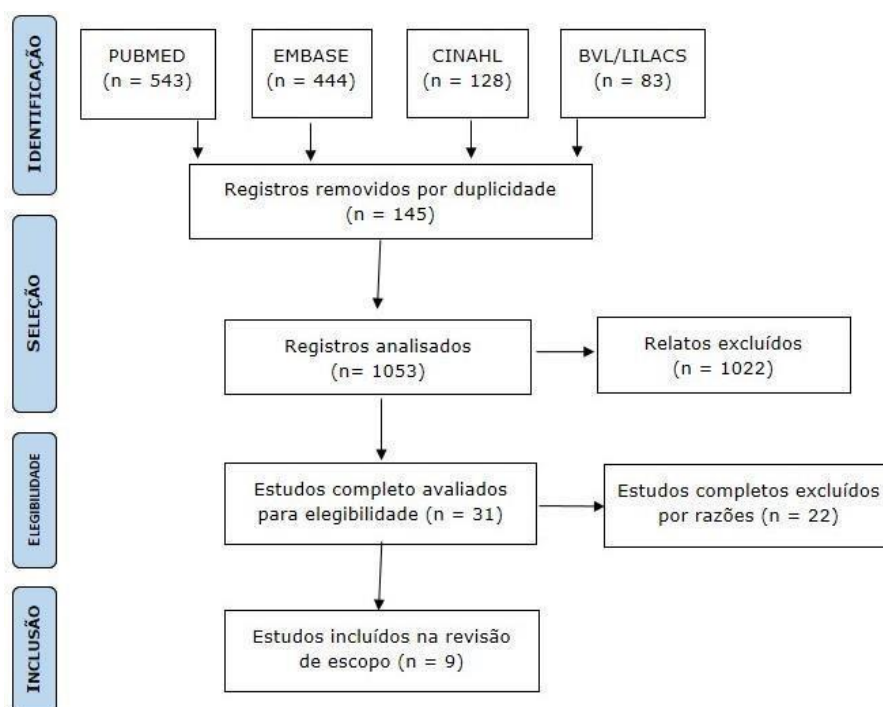 IDENTIFICAÇÃO
PUBMED
(n = 543)
EMBASE
(n = 444)
CINAHL
(n = 128)
BVL/LILACS
(n = 83)
Registros removidos por duplicidade
(n = 145)
SELEÇÃO
Registros analisados
(n= 1053)
Relatos excluídos
(n = 1022)
ELEGIBILIDADE
Estudos completo avaliados
para elegibilidade (n = 31)
Estudos completos excluídos
por razões (n = 22)
INCLUSÃO
Estudos incluídos na revisão
de escopo (n = 9)